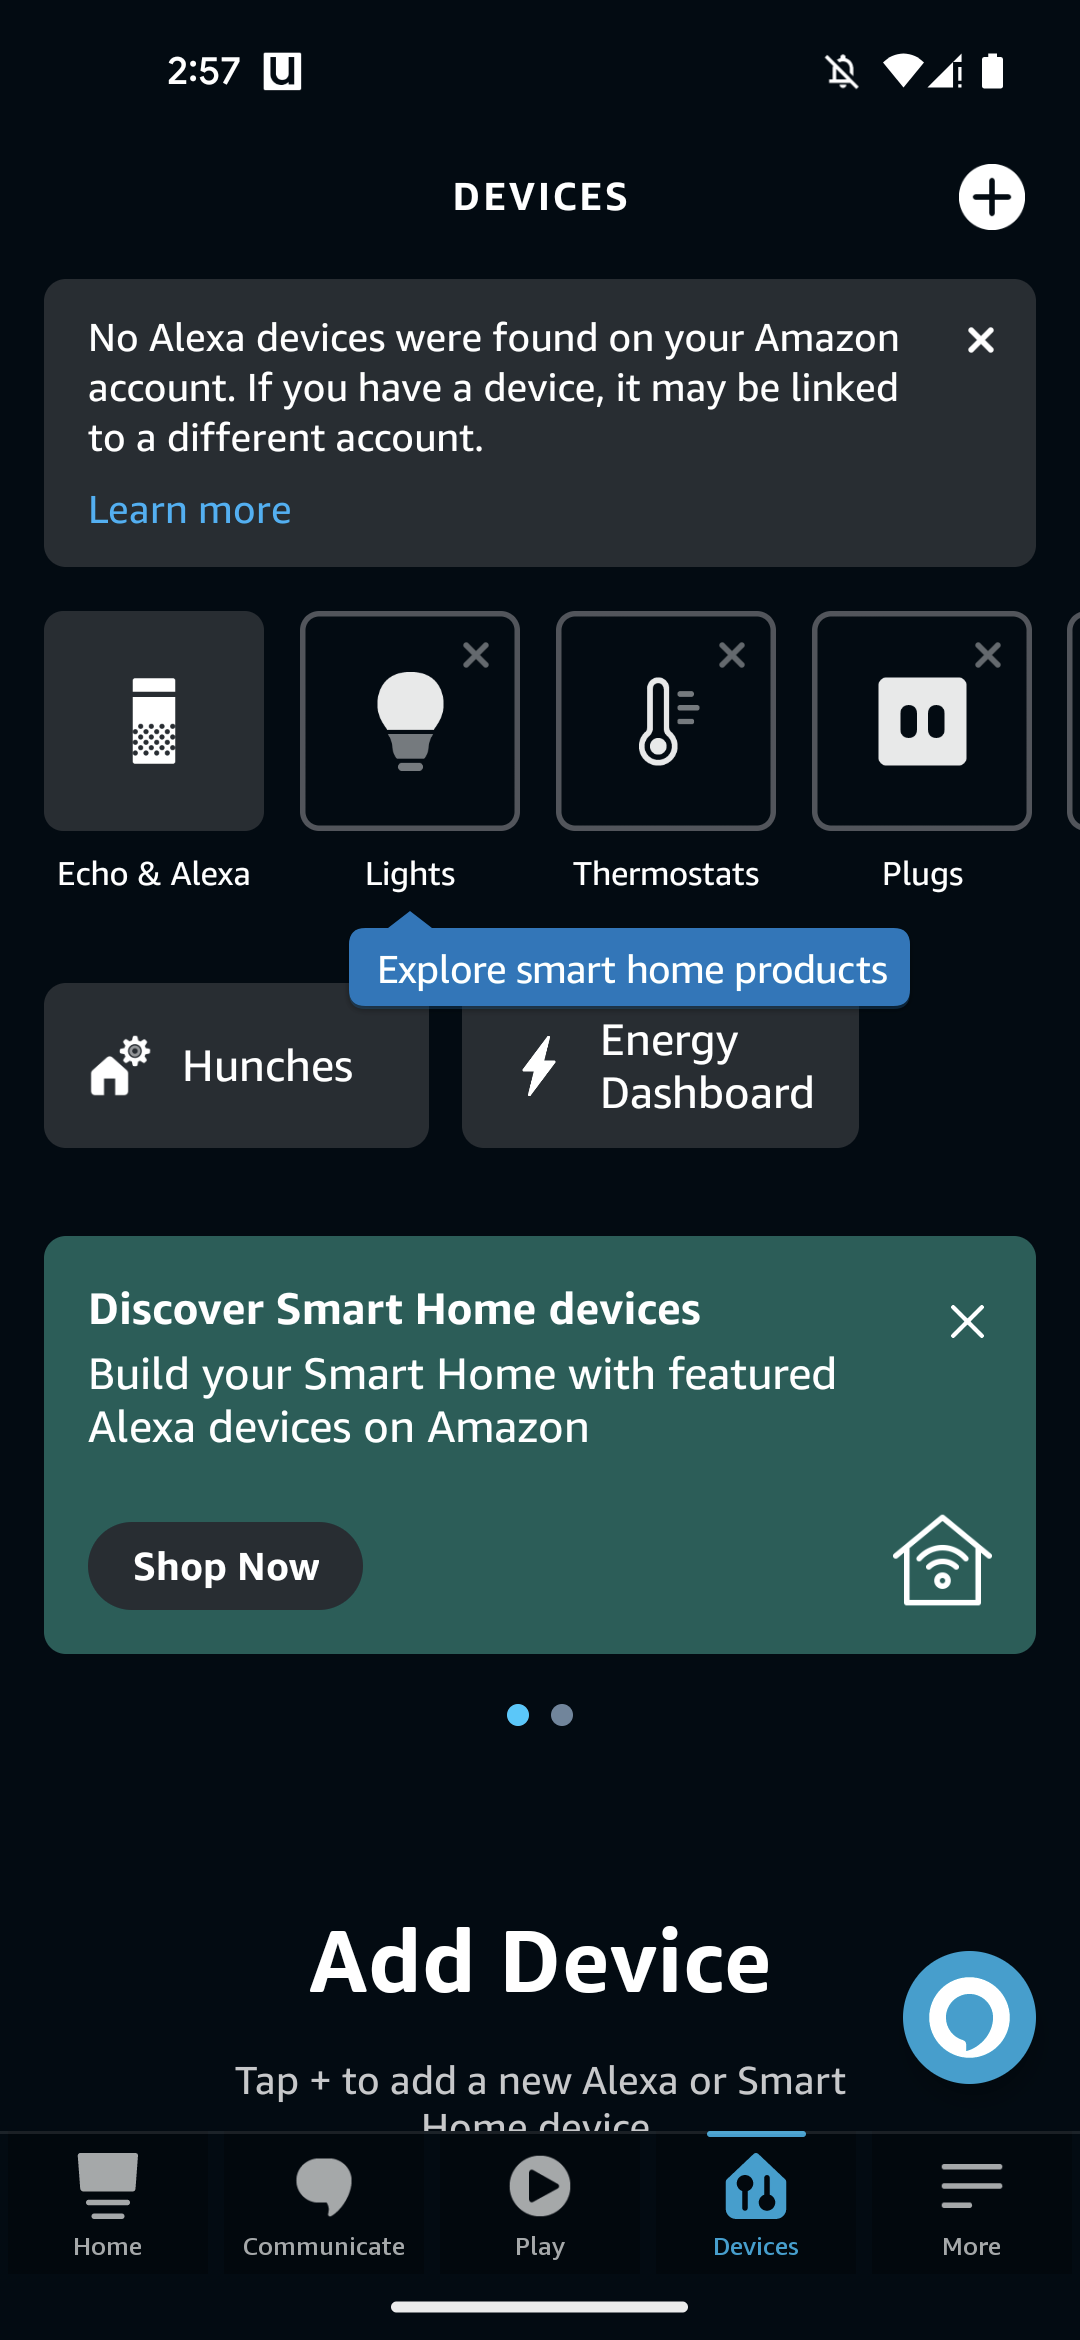 2:57 u
DEVICES
No Alexa devices were found on your Amazon
account. If you have a device, it may be linked
to a different account.
Learn more
Echo & Alexa
Lights
Thermostats
Plugs
Explore smart home products
Hunches
Energy
Dashboard
Discover Smart Home devices
Build your Smart Home with featured
Alexa devices on Amazon
Shop Now
Add Device
Tap + to add a new Alexa or Smart
Home device
Home
Communicate
Play
Devices
More